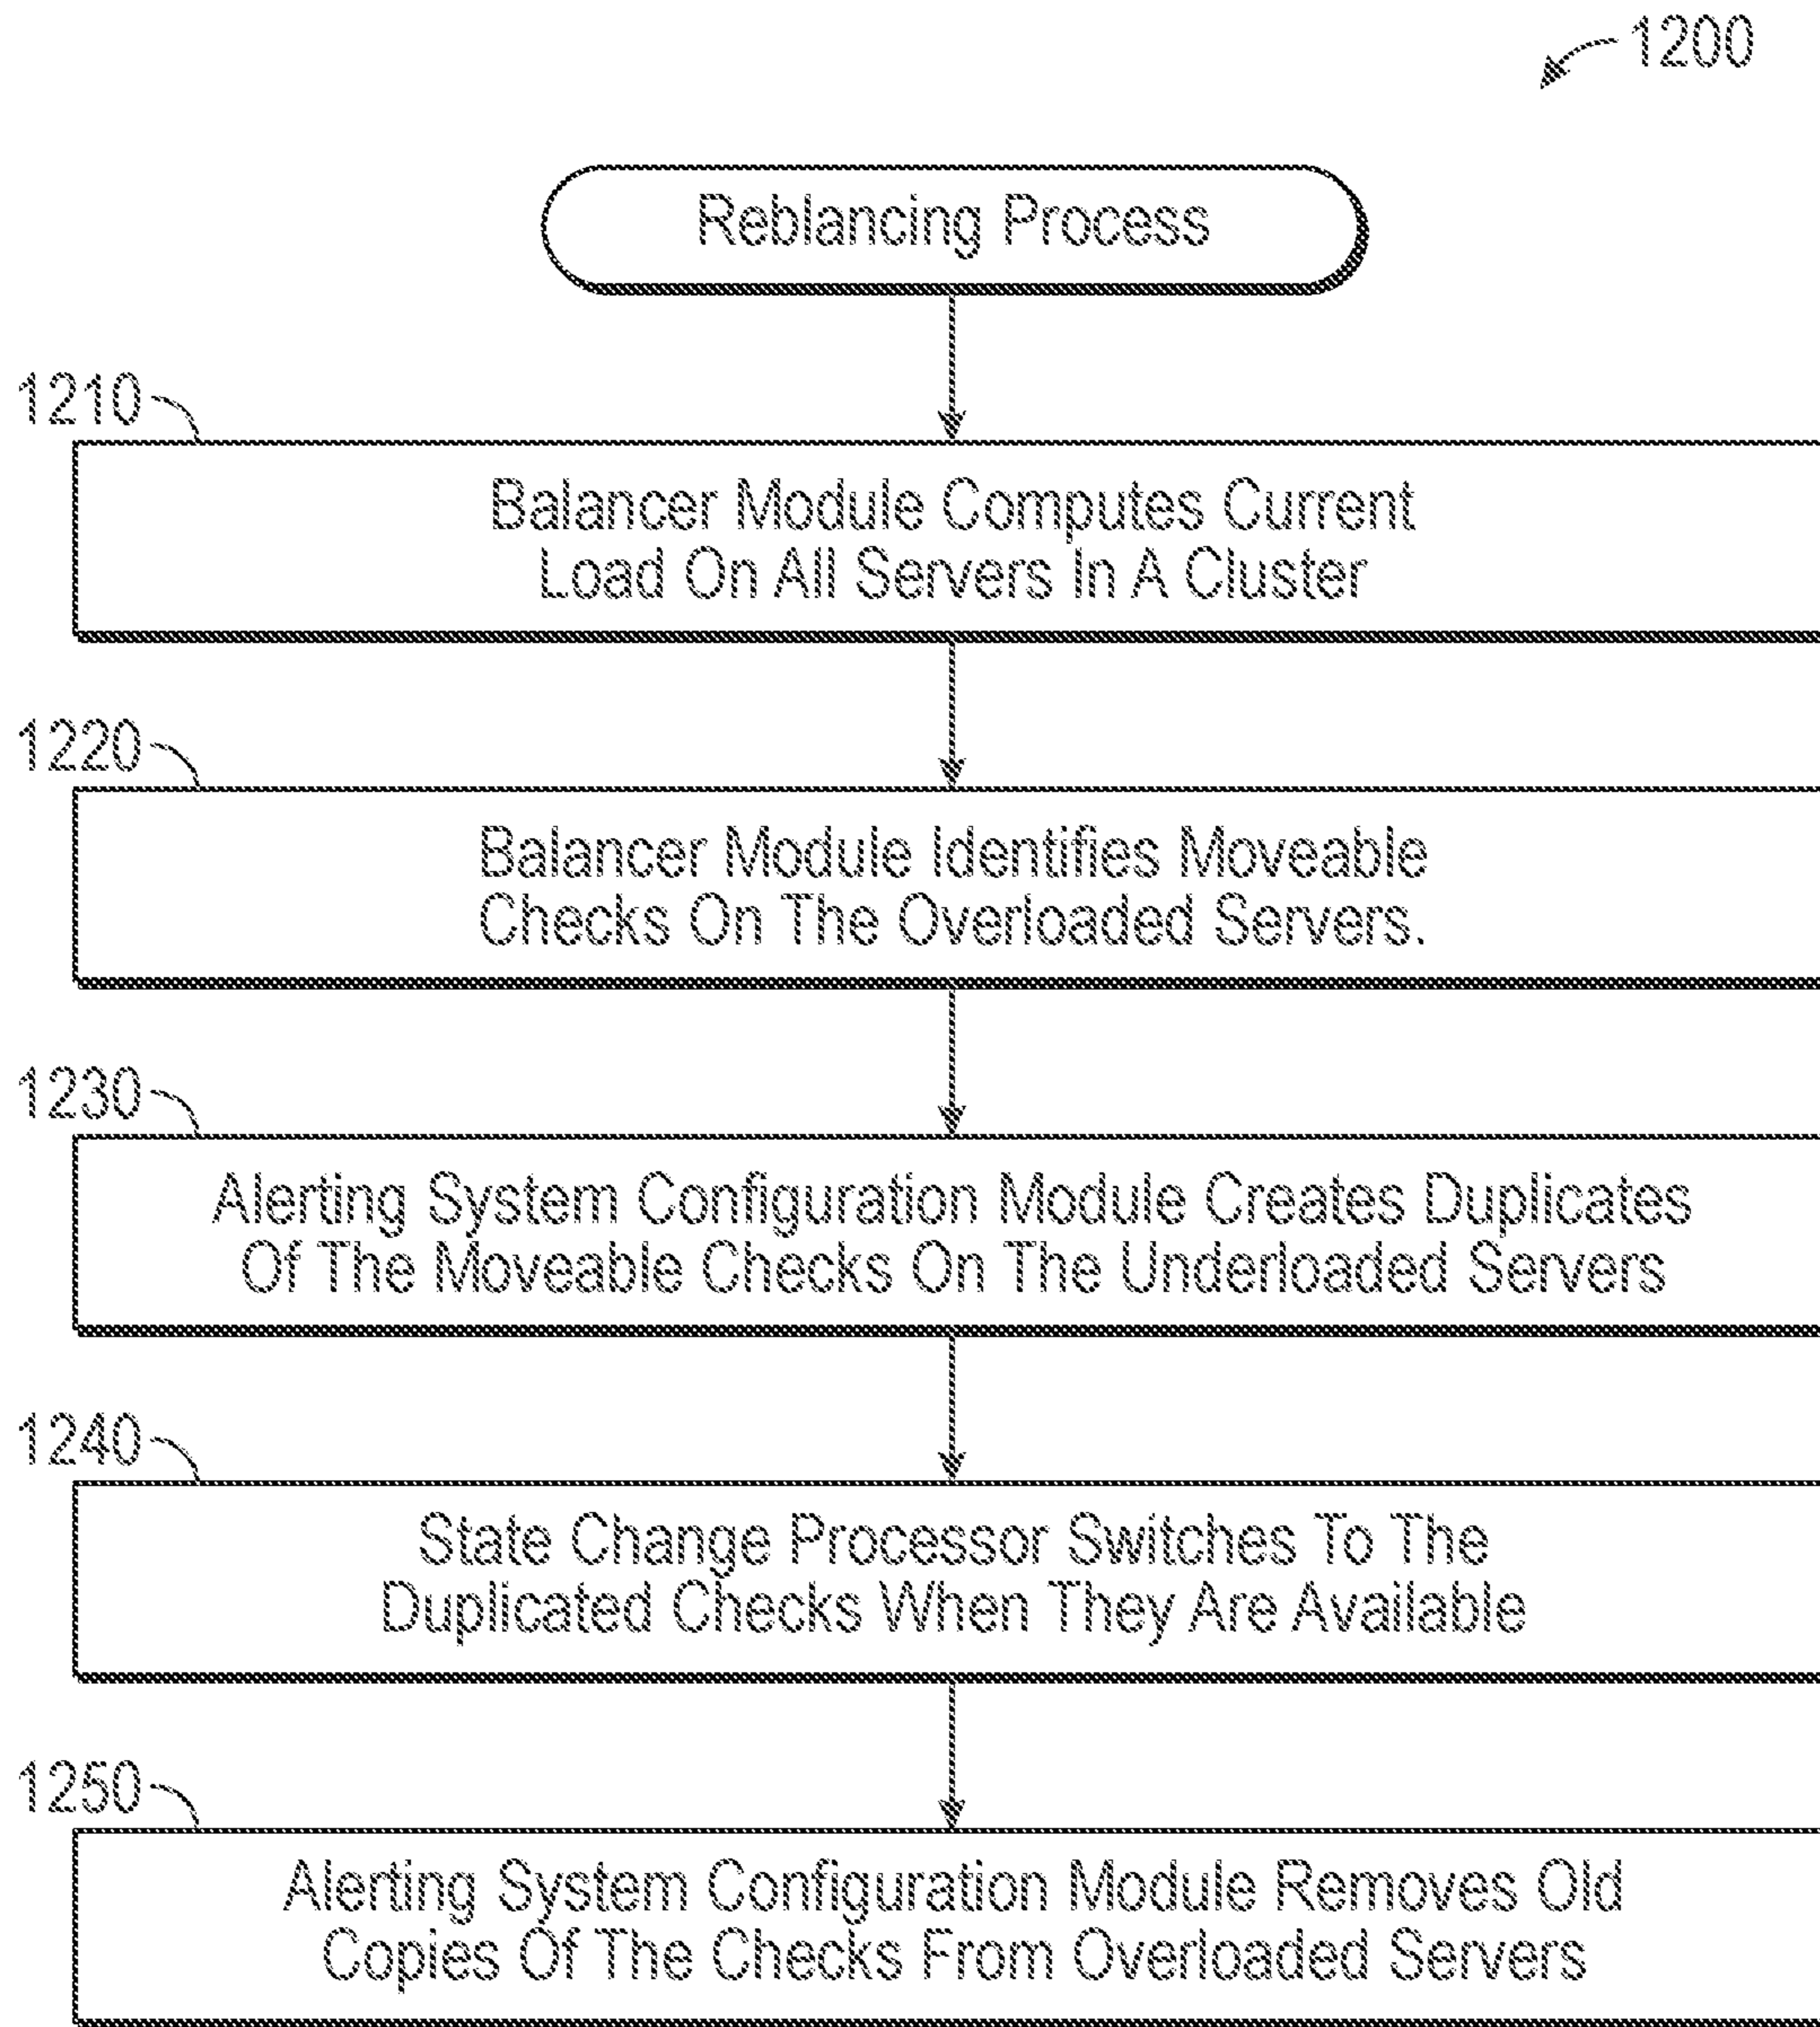 1200
Reblancing Process
1210
Balancer Module Computes Current
Load On All Servers In A Cluster
1220
Balancer Module Identifies Moveable
Checks On The Overloaded Servers.
1230
Alerting System Configuration Module Creates Duplicates
Of The Moveable Checks On The Underloaded Servers
1240
State Change Processor Switches To The
Duplicated Checks When They Are Available
1250
Alerting System Configuration Module Removes Old
Copies Of The Checks From Overloaded Servers